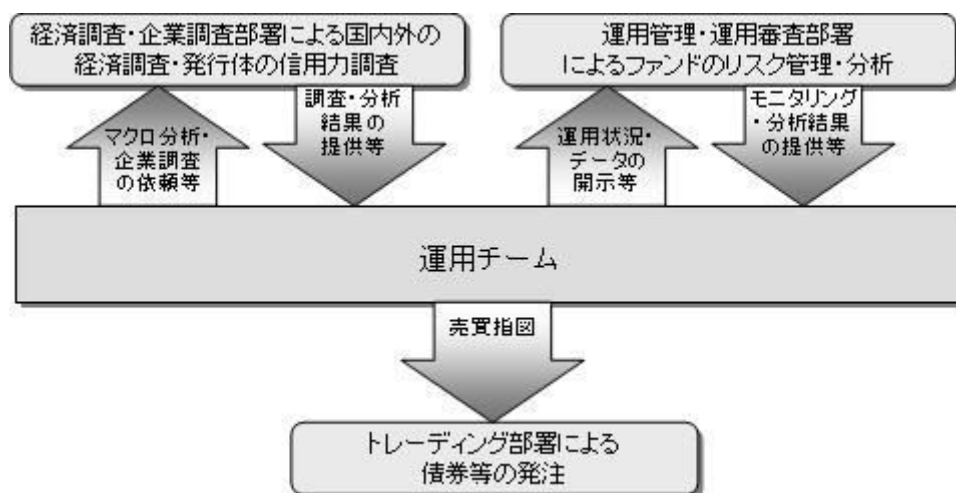 経済調査・企業調査部署による国内外の
経済調査・発行体の信用力調査
運用管理・運用審査部署
によるファンドのリスク管理・分析
マクロ分析・
企業調査
の依頼等
調査・分析
結果の
提供等
運用状況・
データの
開示等
モニタリング
・分析結果
の提供等
運用チーム
売買指図
トレーディング部署による
債券等の発注